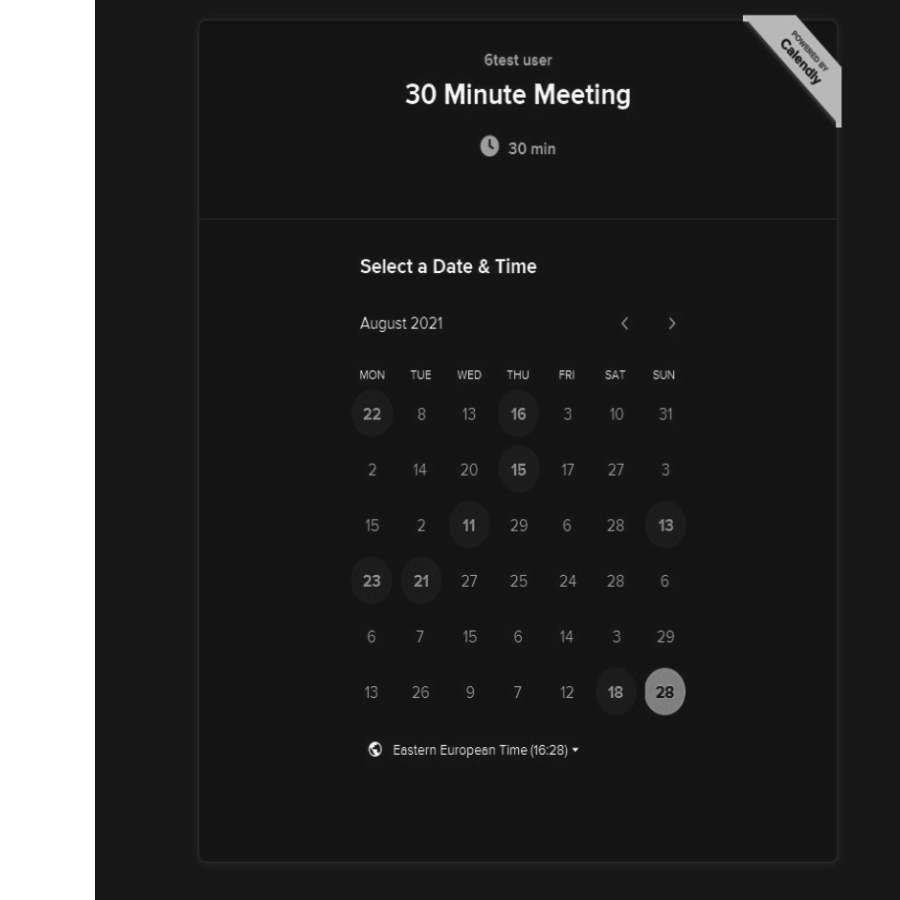 POWERED BY
Calendly
6test user
30 Minute Meeting
30 min
Select a Date & Time
August 2021
MON TUE WED THU FRI SAT SUN
22 8 13 16 3 10 31
2 14 20 15 17 27 3
15 2 11 29 6 28 13
23 21 27 25 24 28 6
6 7 15 6 14 3 29
13 26 9 7 12 18 28
Eastern European Time (16:28)